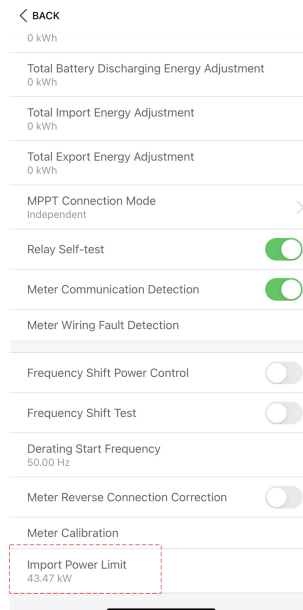 BACK
0 kWh
Total Battery Discharging Energy Adjustment
0 kWh
Total Import Energy Adjustment
0 kWh
Total Export Energy Adjustment
0 kWh
MPPT Connection Mode
Independent
Relay Self-test
Meter Communication Detection
Meter Wiring Fault Detection
Frequency Shift Power Control
Frequency Shift Test
Derating Start Frequency
50.00 Hz
Meter Reverse Connection Correction
Meter Calibration
Import Power Limit
43.47 kW